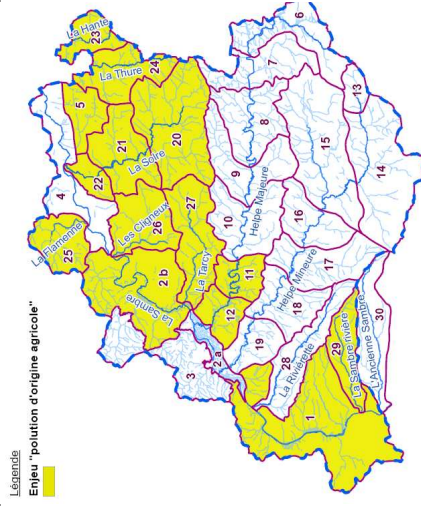 Légende
Enjeu "polution d'origine agricole"
La Hante
23
La Thure
24
5
4
21
20
La Solre
22
La Flamenne
25
Les Cligneux
26
27
La Tarcy
2 b
La Sambre
6
7
8
9
10
Helpe Majeure
13
15
14
16
11
12
Helpe Mineure
17
18
19
2 a
3
28
La Riviérette
29
La Sambre rivière
L'Ancienne Sambre
30
1